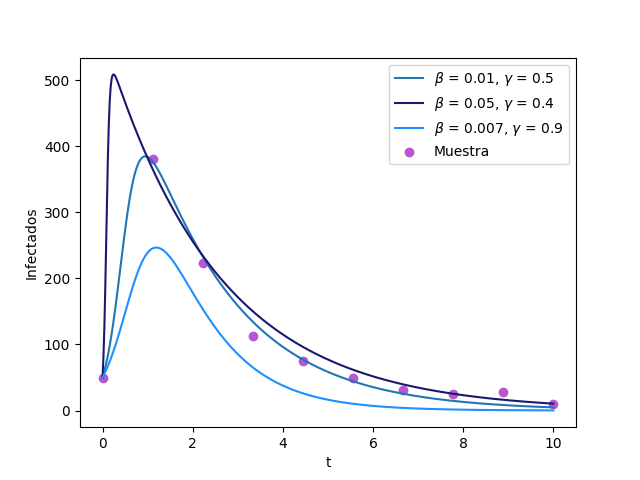 β = 0.01, γ = 0.5
β = 0.05, γ = 0.4
β = 0.007, γ = 0.9
Muestra
Infectados
500
400
300
200
100
0
0 2 4 6 8 10
t